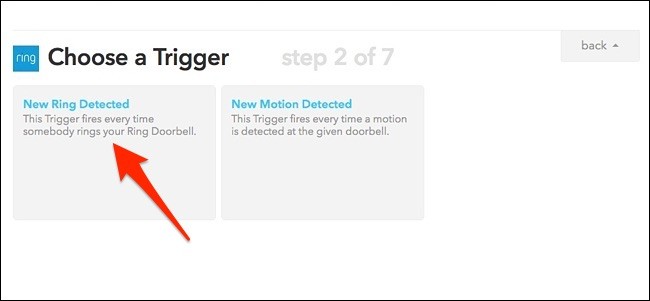 back
ring Choose a Trigger step 2 of 7
New Ring Detected
This Trigger fires every time
somebody rings your Ring Doorbell.
New Motion Detected
This Trigger fires every time a motion
is detected at the given doorbell.